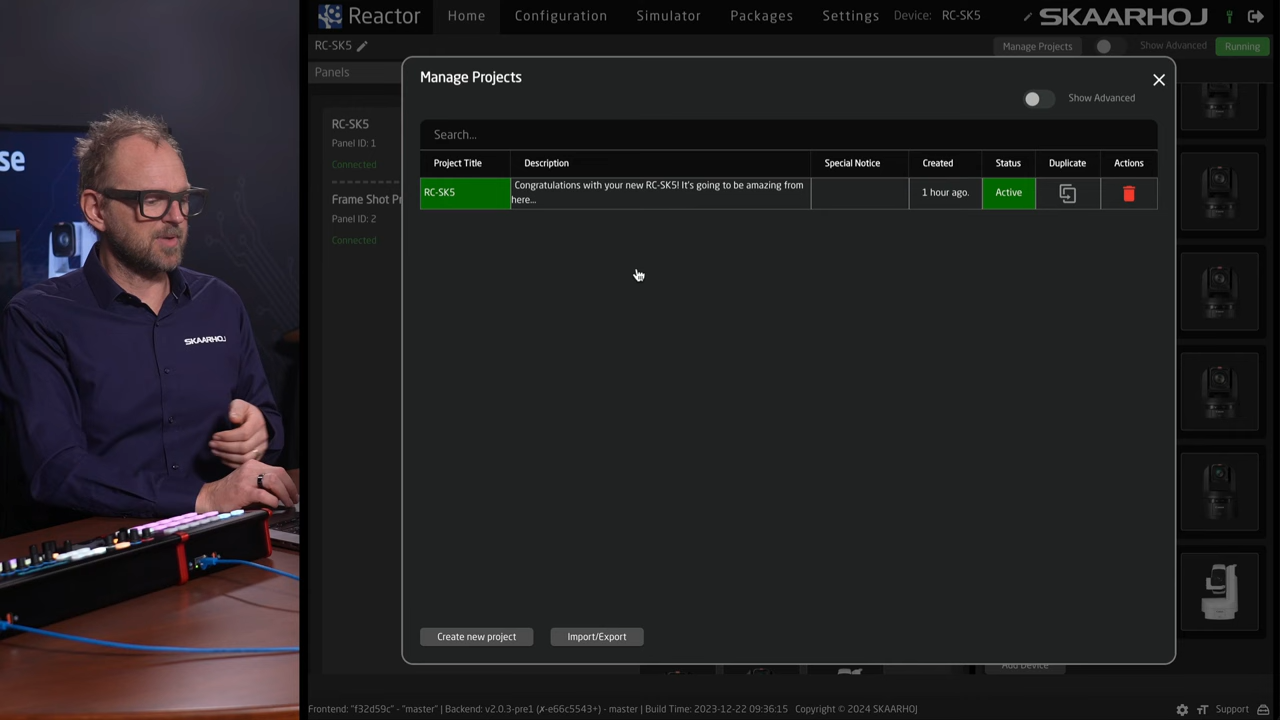 Reactor
Home
Configuration
Simulator
Packages
Settings
Device: RC-SK5
SKAARHOJ
RC-SK5
Manage Projects
Show Advanced
Running
Panels
RC-SK5
Panel ID: 1
Connected
Frame Shot Pr
Panel ID: 2
Connected
Manage Projects
Show Advanced
Search...
Project Title
Description
Special Notice
Created
Status
Duplicate
Actions
RC-SK5
Congratulations with your new RC-SK5! It's going to be amazing from
here...
1 hour ago.
Active
Create new project
Import/Export
Add Device
se
SKAARHOJ
Frontend: "f32d59c" - "master" | Backend: v2.0.3-pre1 (✗-e66c5543+) - master | Build Time: 2023-12-22 09:36:15 Copyright © 2024 SKAARHOJ
Support